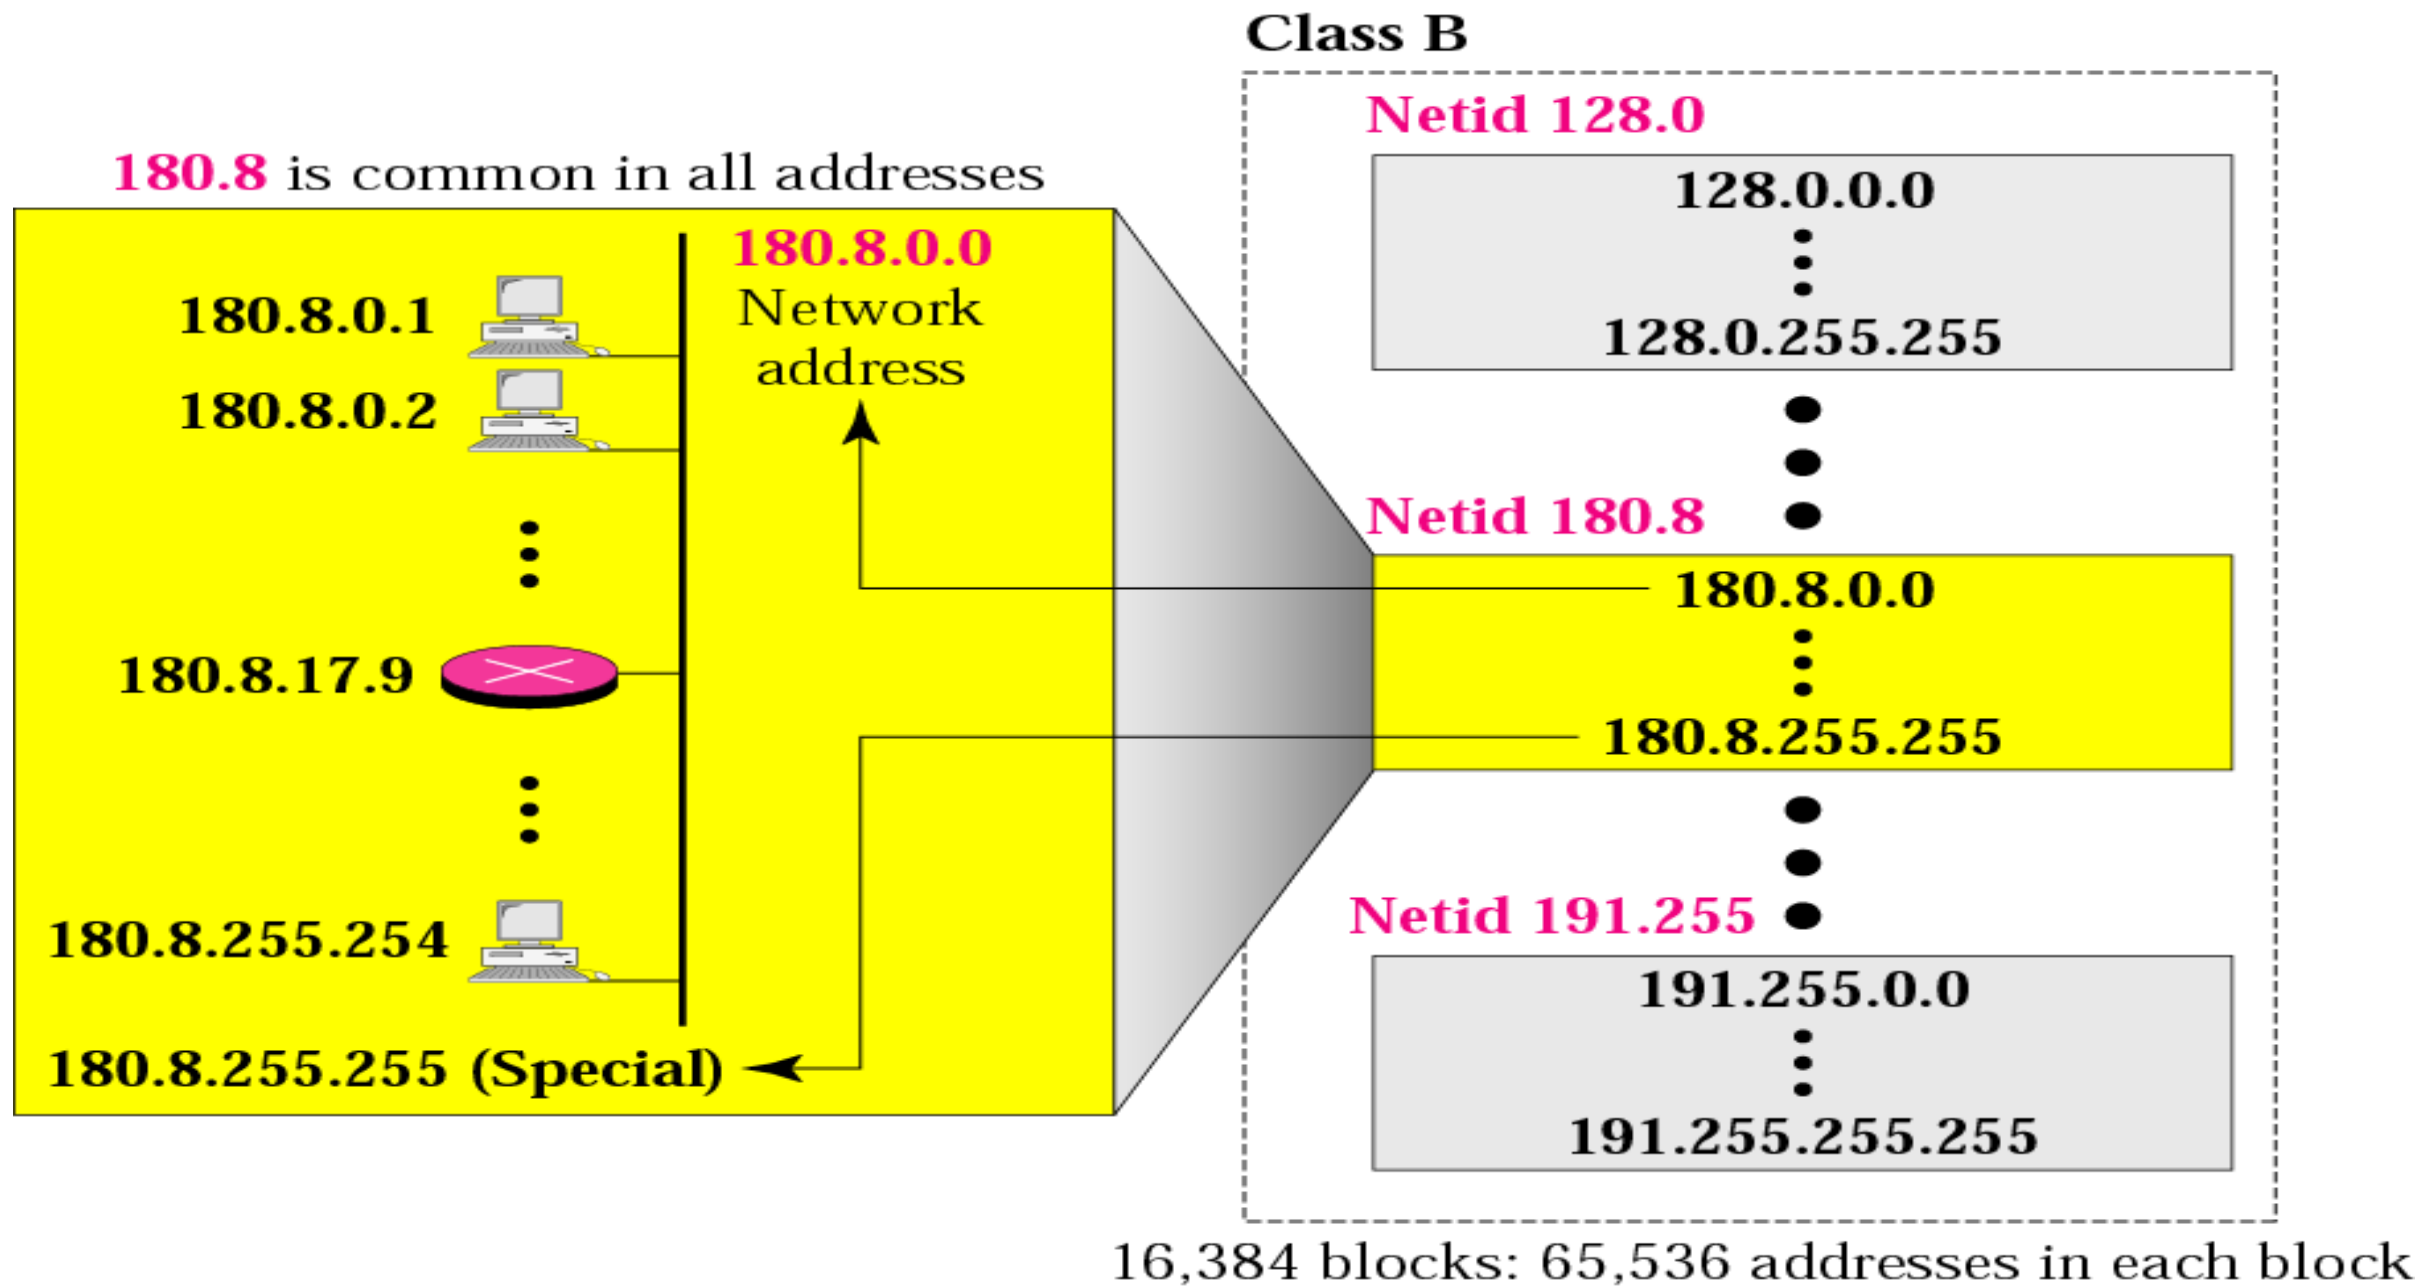 Class B
Netid 128.0
128.0.0.0
128.0.255.255
180.8 is common in all addresses
180.8.0.0
Network
address
180.8.0.1
180.8.0.2
180.8.17.9
180.8.255.254
180.8.255.255 (Special)
Netid 180.8
180.8.0.0
180.8.255.255
Netid 191.255
191.255.0.0
191.255.255.255
16,384 blocks: 65,536 addresses in each block